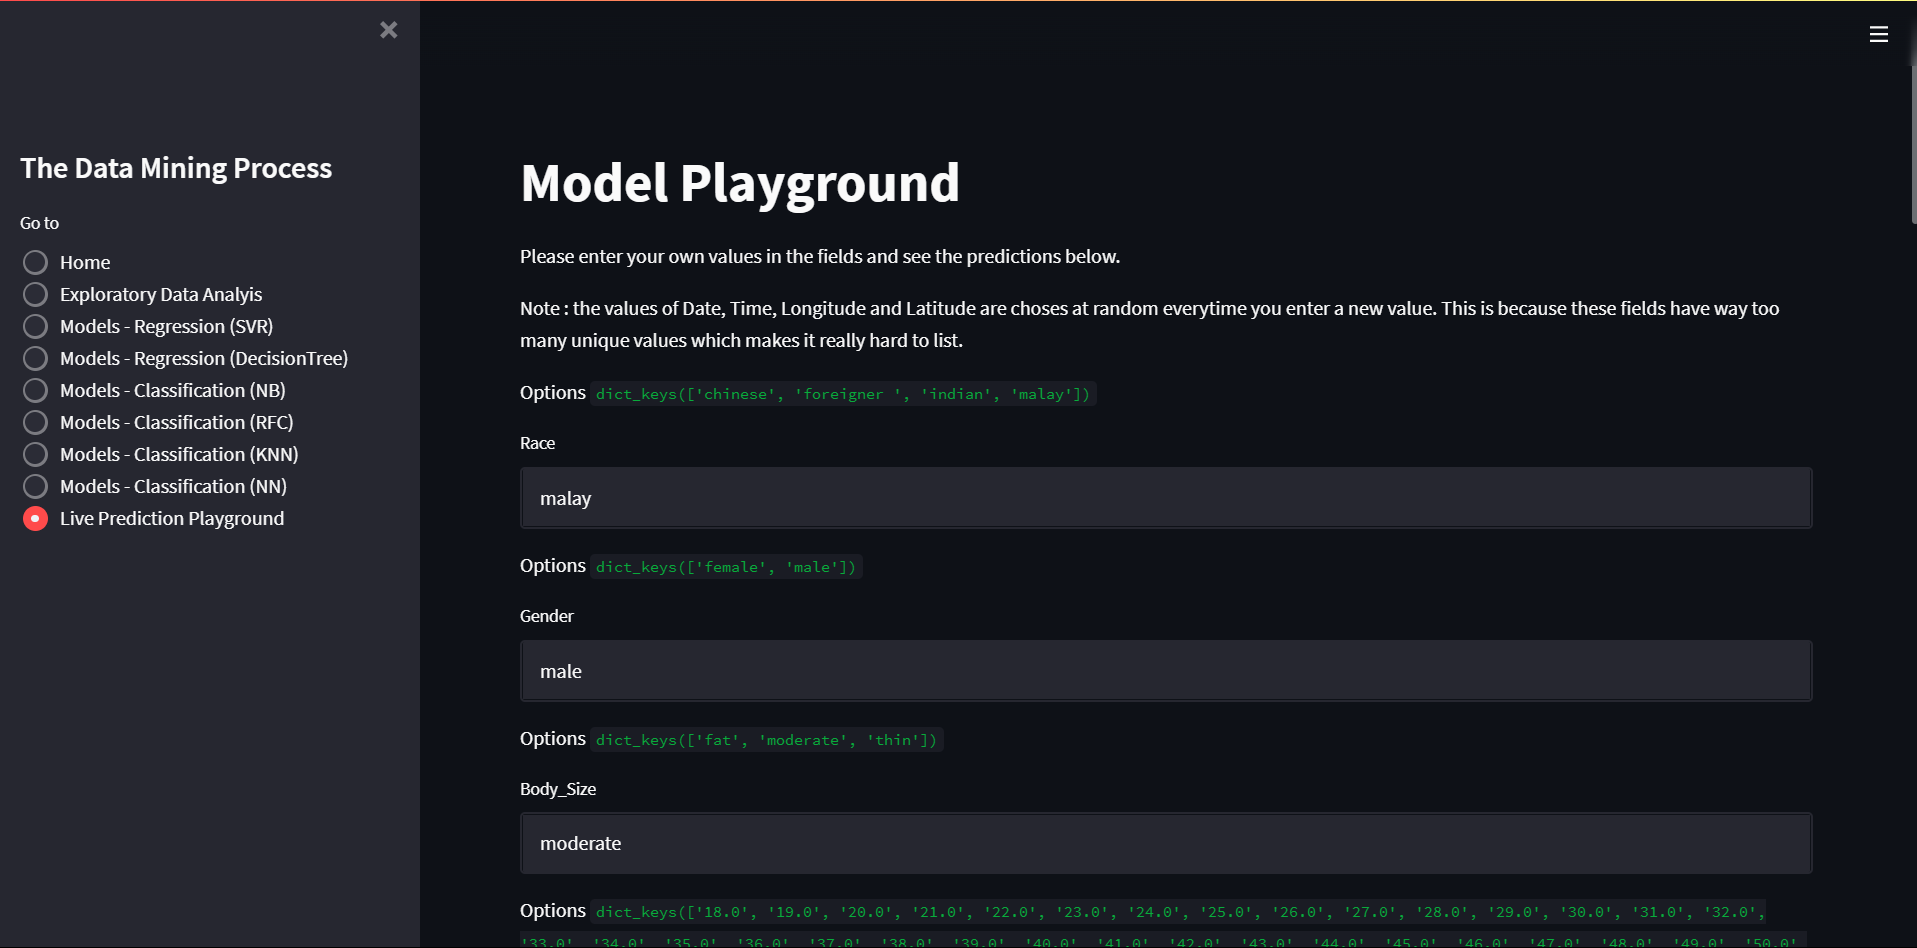 The Data Mining Process
Go to
Home
Exploratory Data Analyis
Models - Regression (SVR)
Models - Regression (DecisionTree)
Models - Classification (NB)
Models - Classification (RFC)
Models - Classification (KNN)
Models - Classification (NN)
Live Prediction Playground
Model Playground
Please enter your own values in the fields and see the predictions below.
Note : the values of Date, Time, Longitude and Latitude are choses at random everytime you enter a new value. This is because these fields have way too
many unique values which makes it really hard to list.
Options dict_keys(['chinese', 'foreigner ', 'indian', 'malay'])
Race
malay
Options dict_keys(['female', 'male'])
Gender
male
Options dict_keys(['fat', 'moderate', 'thin'])
Body_Size
moderate
Options dict_keys(['18.0', '19.0', '20.0', '21.0', '22.0', '23.0', '24.0', '25.0', '26.0', '27.0', '28.0', '29.0', '30.0', '31.0', '32.0',
'33.0', '34.0', '35.0', '36.0', '37.0', '38.0', '39.0', '40.0', '41.0', '42.0', '43.0', '44.0', '45.0', '46.0', '47.0', '48.0', '49.0', '50.0',